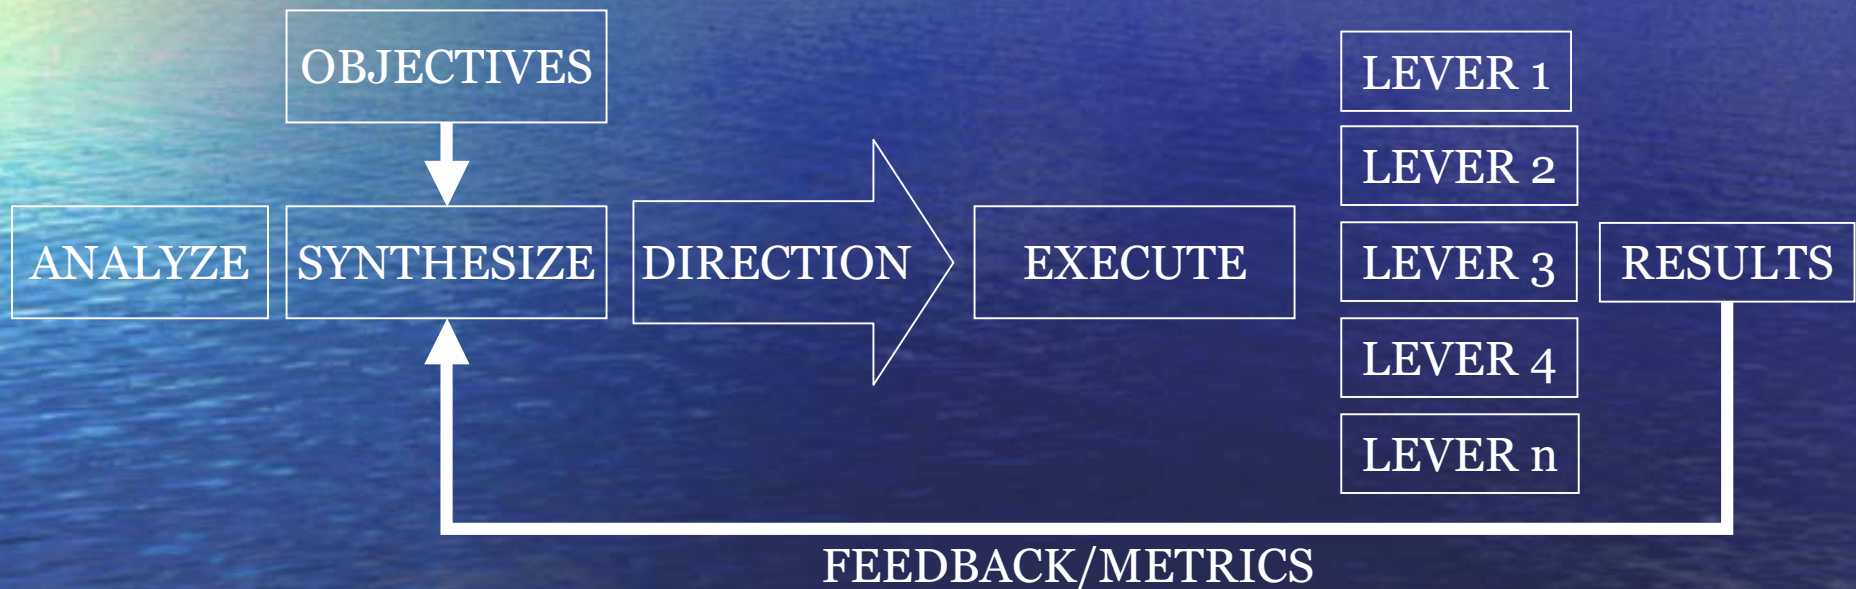 OBJECTIVES
ANALYZE
SYNTHESIZE
DIRECTION
EXECUTE
LEVER 1
LEVER 2
LEVER 3
LEVER 4
LEVER n
RESULTS
FEEDBACK/METRICS